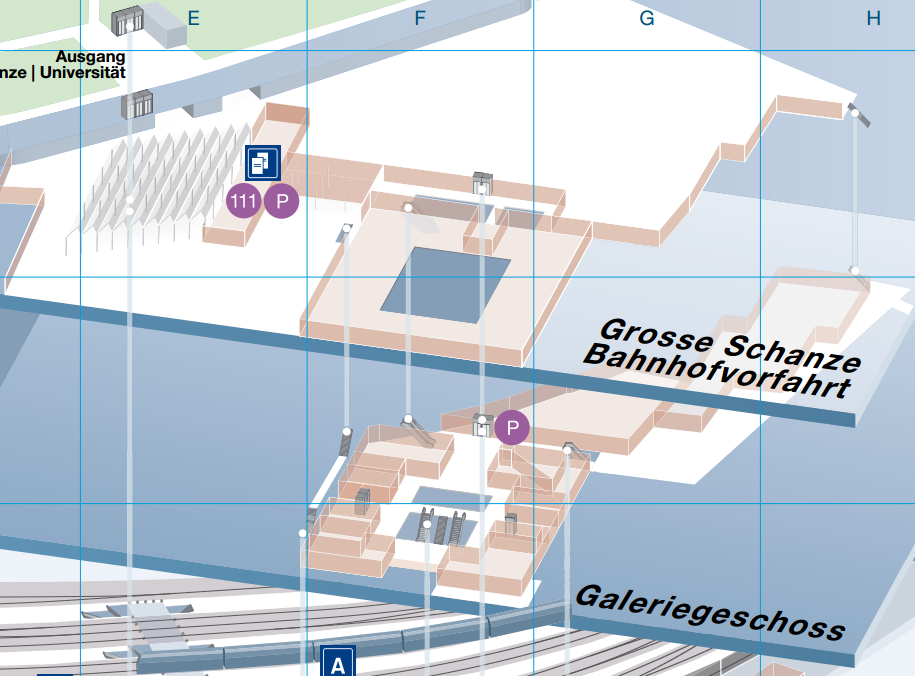 E F G H
Ausgang
nze | Universität
111 P
Grosse Schanze
Bahnhofvorfahrt
P
Galeriegeschoss
A